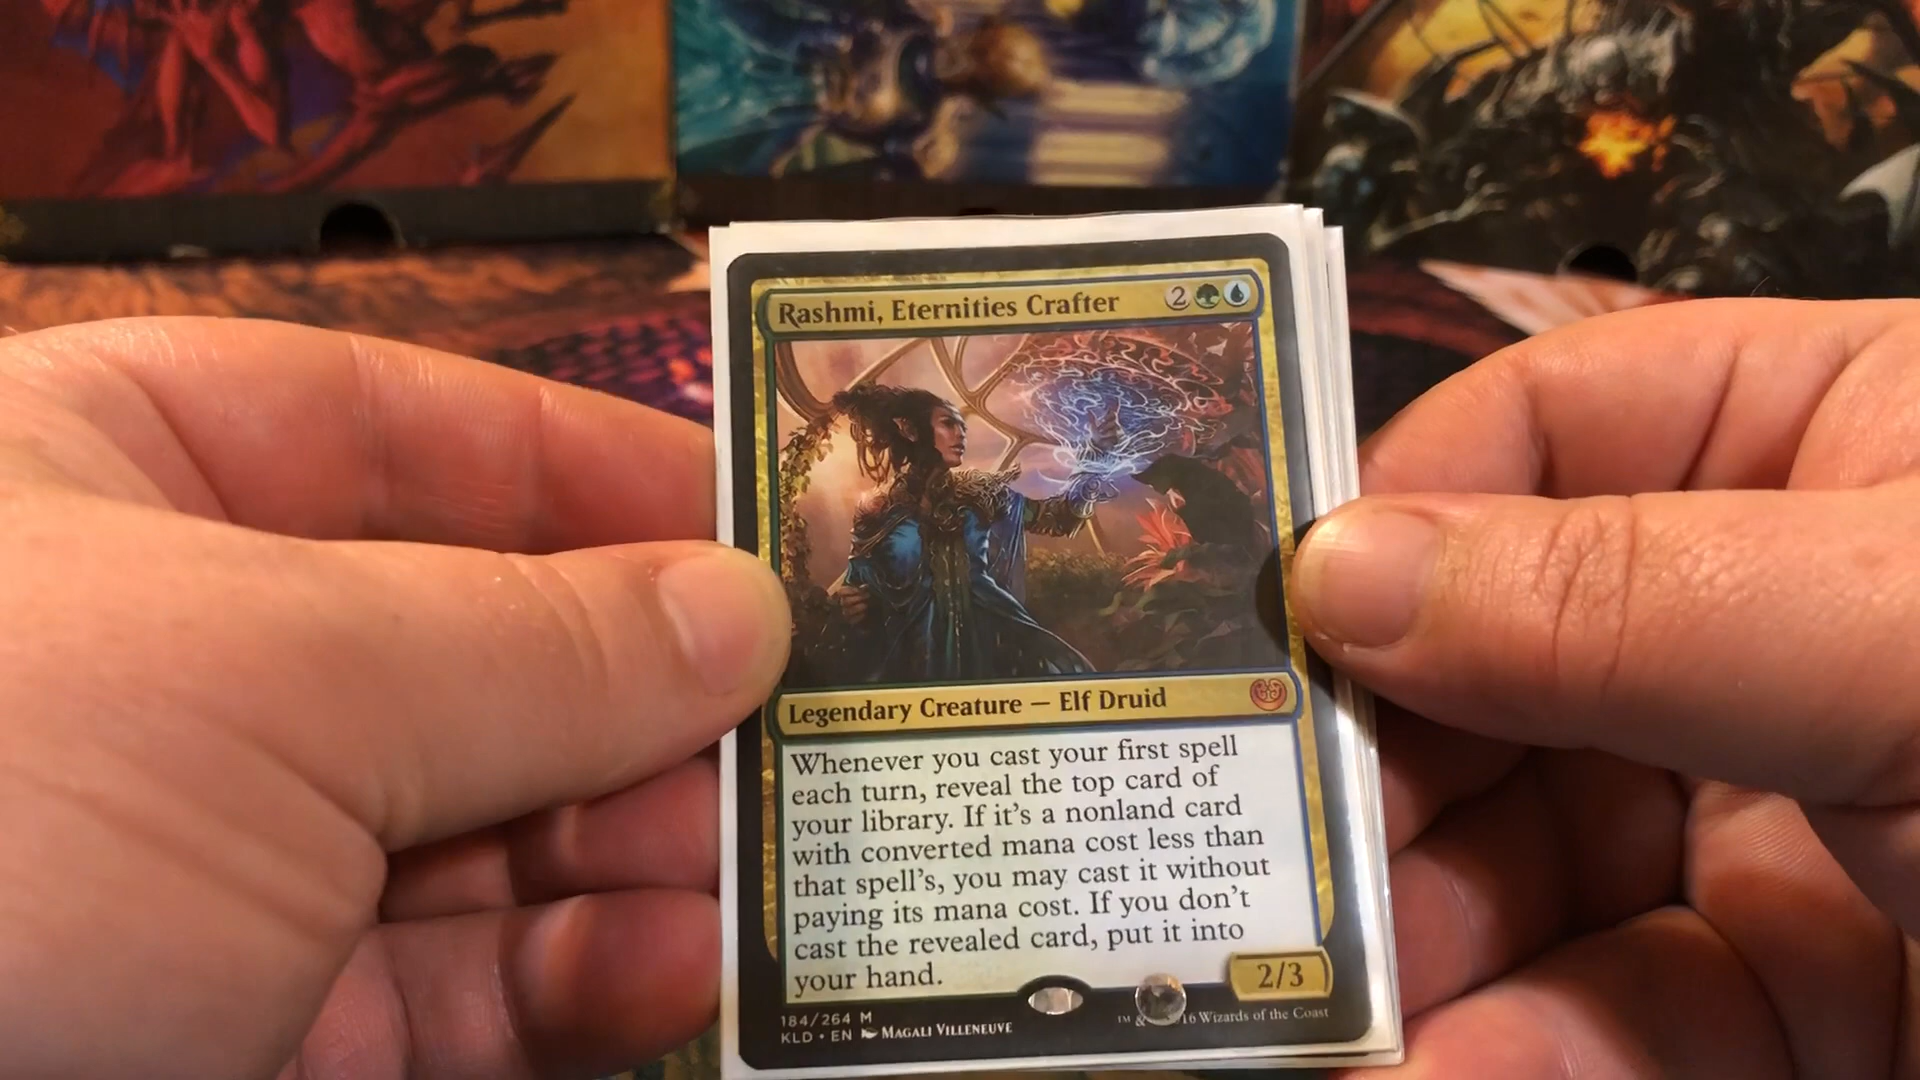 Rashmi, Eternities Crafter 2
Legendary Creature — Elf Druid
Whenever you cast your first spell
each turn, reveal the top card of
your library. If it's a nonland card
with converted mana cost less than
that spell's, you may cast it without
paying its mana cost. If you don't
cast the revealed card, put it into
your hand.
2/3
184/264 M
KLD • EN MAGALI VILLENEUVE
™ & 16 Wizards of the Coast